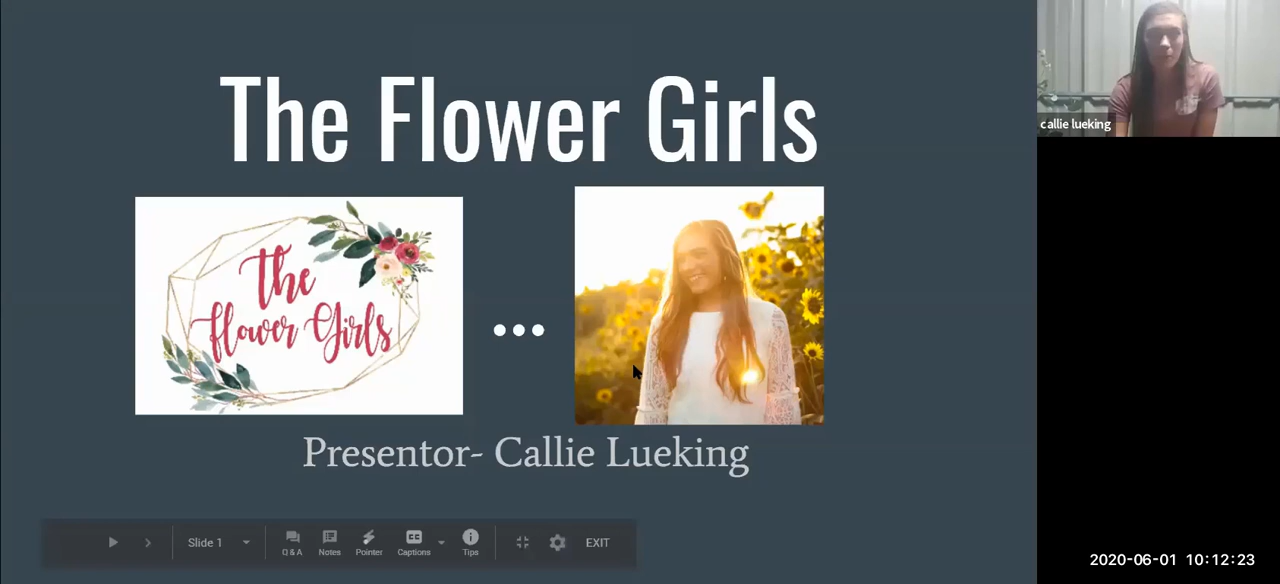 The Flower Girls
callie lueking
The
flower Girls
Presentor- Callie Lueking
Slide 1
Q & A
Notes
Pointer
Captions
Tips
EXIT
2020-06-01 10:12:23